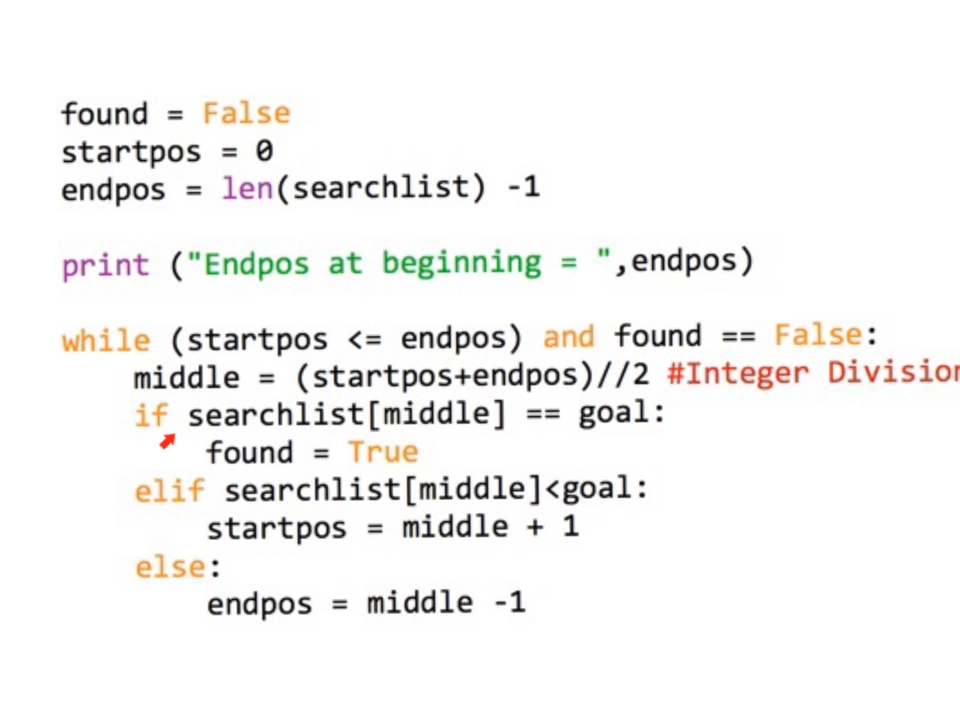 found = False
startpos = 0
endpos = len(searchlist) -1
print ("Endpos at beginning = ",endpos)
while (startpos <= endpos) and found == False:
middle = (startpos+endpos)//2 #Integer Division
if searchlist[middle] == goal:
found = True
elif searchlist[middle]<goal:
startpos = middle + 1
else:
endpos = middle -1